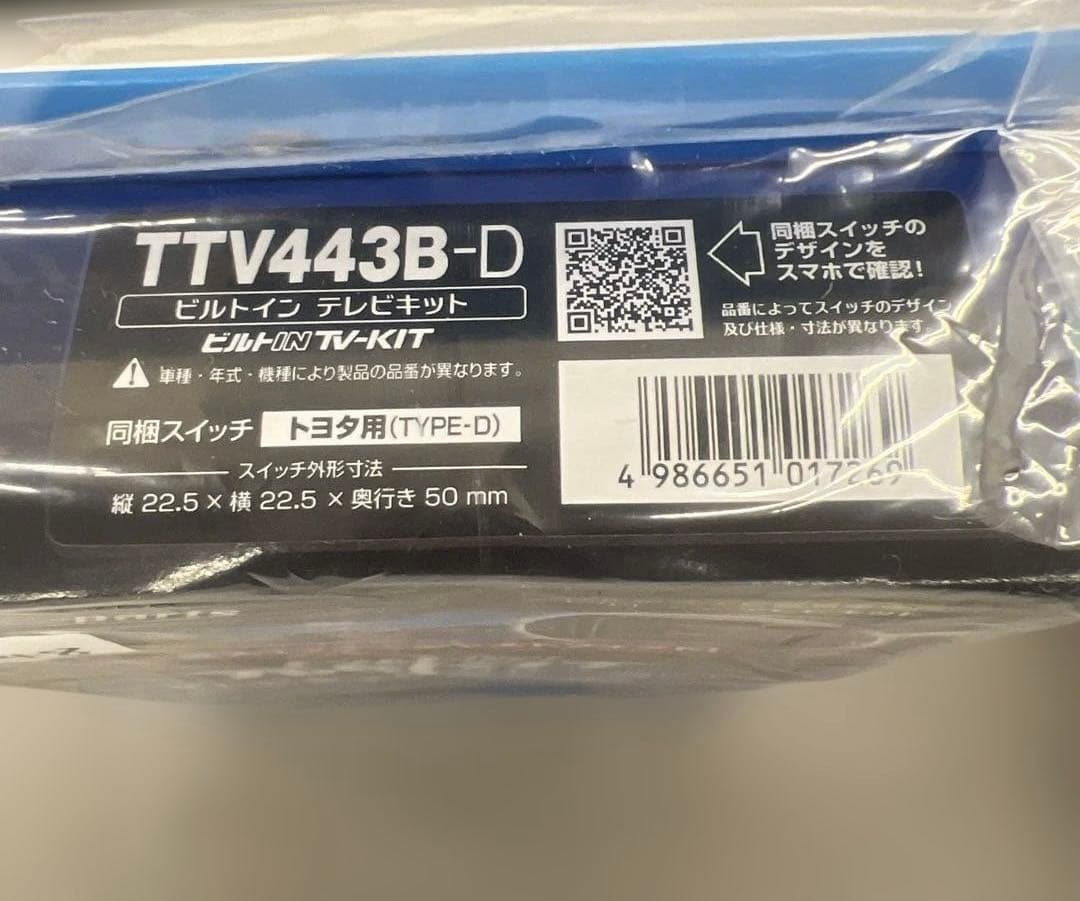 TTV443B-D
ビルトイン テレビキット
ビルトIN TV-KIT
車種・年式・機種により製品の品番が異なります。
同梱スイッチ トヨタ用(TYPE-D)
スイッチ外形寸法
縦 22.5 × 横 22.5 × 奥行き 50 mm
同梱スイッチの
デザインを
スマホで確認!
品番によってスイッチのデザイン
及び仕様・寸法が異なります。
4 986651 017269